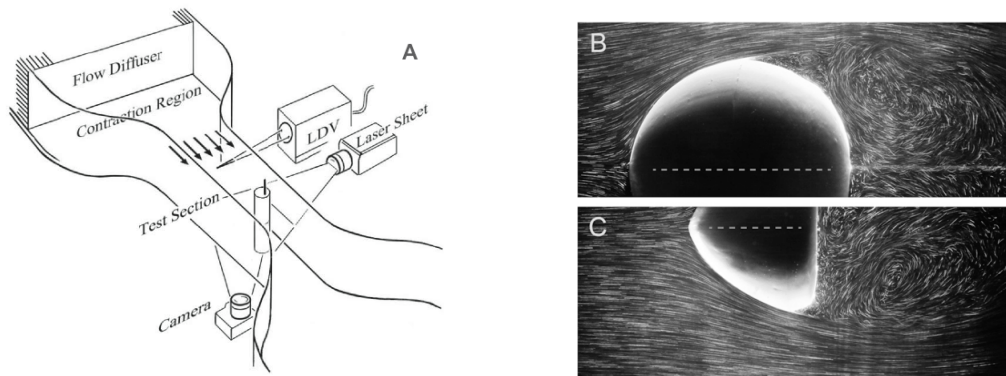 A
Flow Diffuser
Contraction Region
LDV
Laser Sheet
Test Section
Camera
B
C